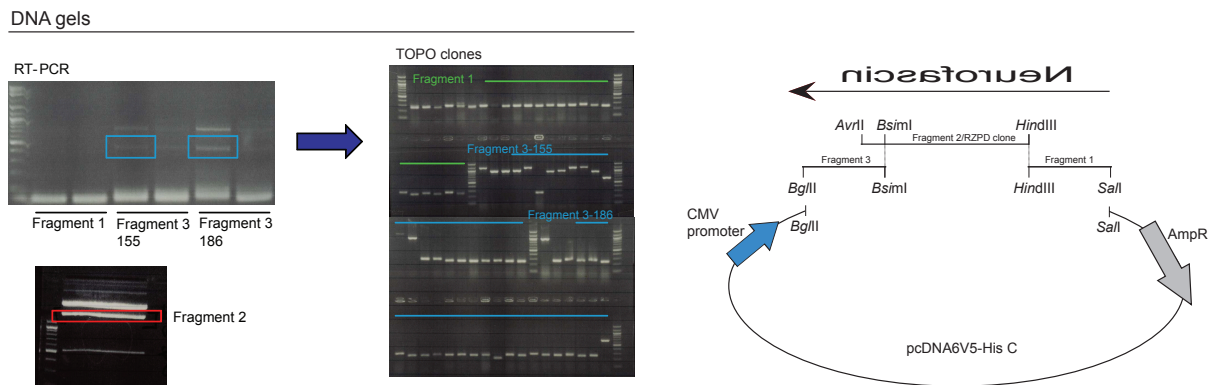 DNA gels
RT-PCR
Fragment 1
Fragment 3
155
Fragment 3
186
Fragment 2
TOPO clones
Fragment 1
Fragment 3-155
Fragment 3-186
Neurofascin
AvrII
BsimI
HindIII
Fragment 2/RZPD clone
Fragment 3
Fragment 1
BglII
BsimI
HindIII
SalI
CMV
promoter
BglII
SalI
AmpR
pcDNA6V5-His C